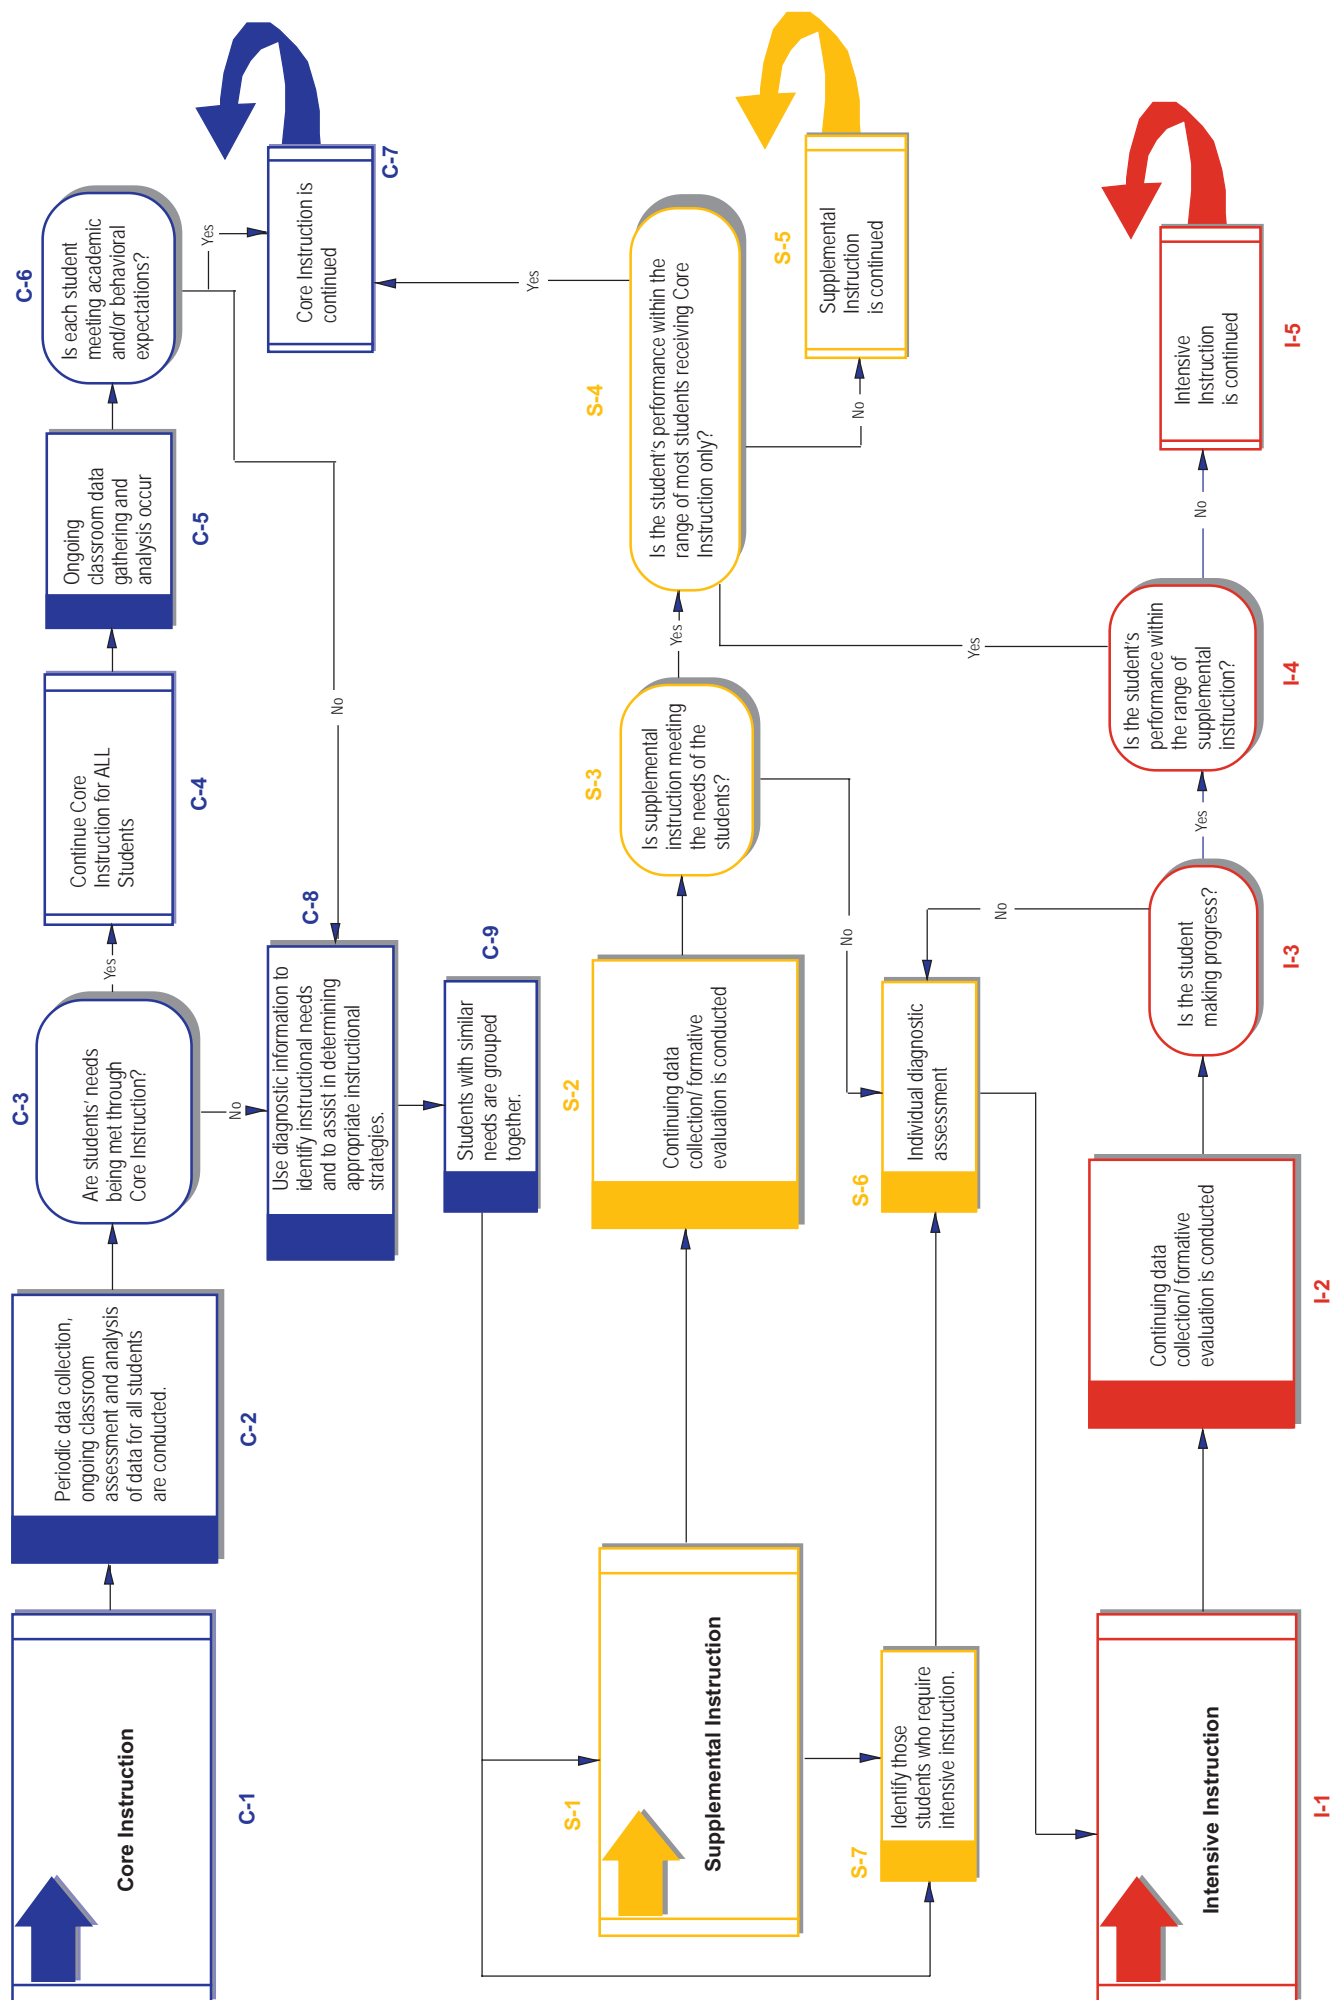 Core Instruction
C-1
Periodic data collection,
ongoing classroom
assessment and analysis
of data for all students
are conducted.
C-2
C-3
Are students' needs
being met through
Core Instruction?
Yes
No
Continue Core
Instruction for ALL
Students
C-4
Ongoing
classroom data
gathering and
analysis occur
C-5
C-6
Is each student
meeting academic
and/or behavioral
expectations?
Yes
No
Core Instruction is
continued
C-7
C-8
Use diagnostic information to
identify instructional needs
and to assist in determining
appropriate instructional
strategies.
C-9
Students with similar
needs are grouped
together.
S-1
Supplemental Instruction
S-2
Continuing data
collection/ formative
evaluation is conducted
S-3
Is supplemental
instruction meeting
the needs of the
students?
Yes
No
S-4
Is the student's performance within the
range of most students receiving Core
Instruction only?
Yes
No
S-5
Supplemental
Instruction
is continued
S-6
Individual diagnostic
assessment
S-7
Identify those
students who require
intensive instruction.
Intensive Instruction
I-1
Continuing data
collection/ formative
evaluation is conducted
I-2
Is the student
making progress?
I-3
No
Yes
Is the student's
performance within
the range of
supplemental
instruction?
I-4
Yes
No
Intensive
Instruction
is continued
I-5